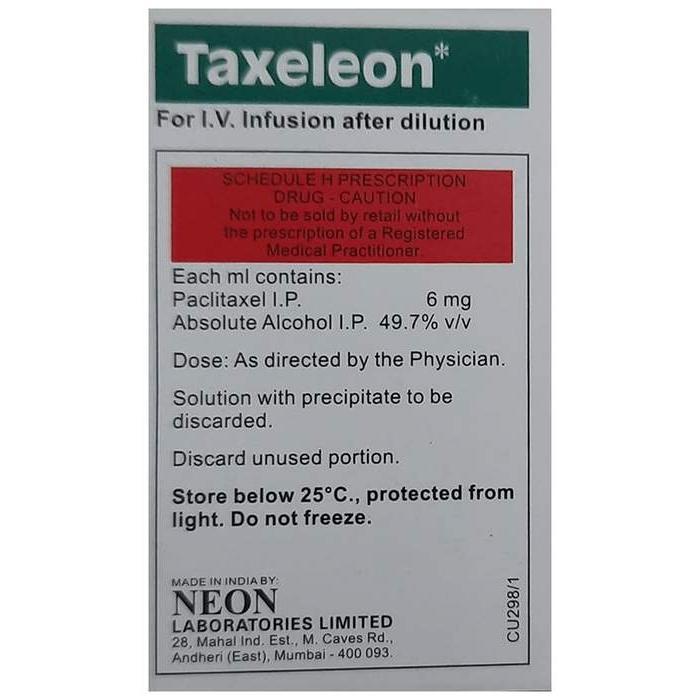 Taxeleon*
For I.V. Infusion after dilution
SCHEDULE H PRESCRIPTION
DRUG - CAUTION
Not to be sold by retail without
the prescription of a Registered
Medical Practitioner.
Each ml contains:
Paclitaxel I.P. 6 mg
Absolute Alcohol I.P. 49.7% v/v
Dose: As directed by the Physician.
Solution with precipitate to be
discarded.
Discard unused portion.
Store below 25°C., protected from
light. Do not freeze.
MADE IN INDIA BY:
NEON
LABORATORIES LIMITED
28, Mahal Ind. Est., M. Caves Rd.,
Andheri (East), Mumbai - 400 093.
CU298/1